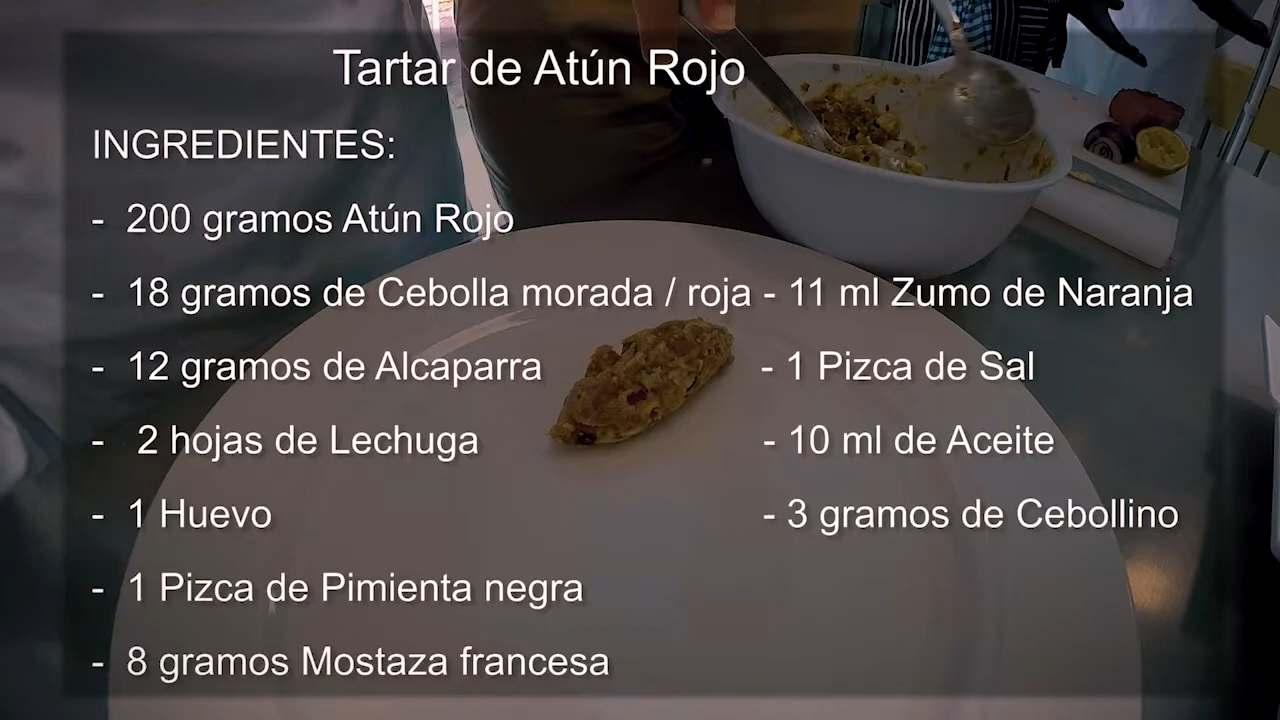 Tartar de Atún Rojo
INGREDIENTES:
- 200 gramos Atún Rojo
- 18 gramos de Cebolla morada / roja - 11 ml Zumo de Naranja
- 12 gramos de Alcaparra - 1 Pizca de Sal
- 2 hojas de Lechuga - 10 ml de Aceite
- 1 Huevo - 3 gramos de Cebollino
- 1 Pizca de Pimienta negra
- 8 gramos Mostaza francesa